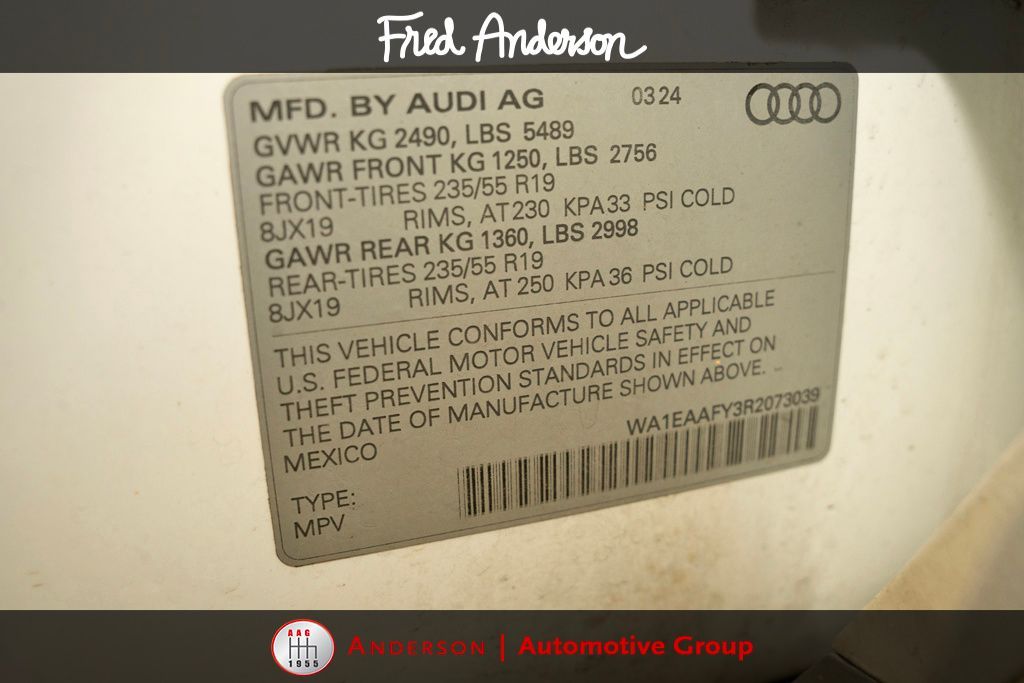 Fred Anderson
MFD. BY AUDI AG 03 24
GVWR KG 2490, LBS 5489
GAWR FRONT KG 1250, LBS 2756
FRONT-TIRES 235/55 R19
8JX19 RIMS, AT 230 KPA 33 PSI COLD
GAWR REAR KG 1360, LBS 2998
REAR-TIRES 235/55 R19
8JX19 RIMS, AT 250 KPA 36 PSI COLD
THIS VEHICLE CONFORMS TO ALL APPLICABLE
U.S. FEDERAL MOTOR VEHICLE SAFETY AND
THEFT PREVENTION STANDARDS IN EFFECT ON
THE DATE OF MANUFACTURE SHOWN ABOVE.
MEXICO
WA1EAAFY3R2073039
TYPE:
MPV
AAG
1955
ANDERSON | Automotive Group